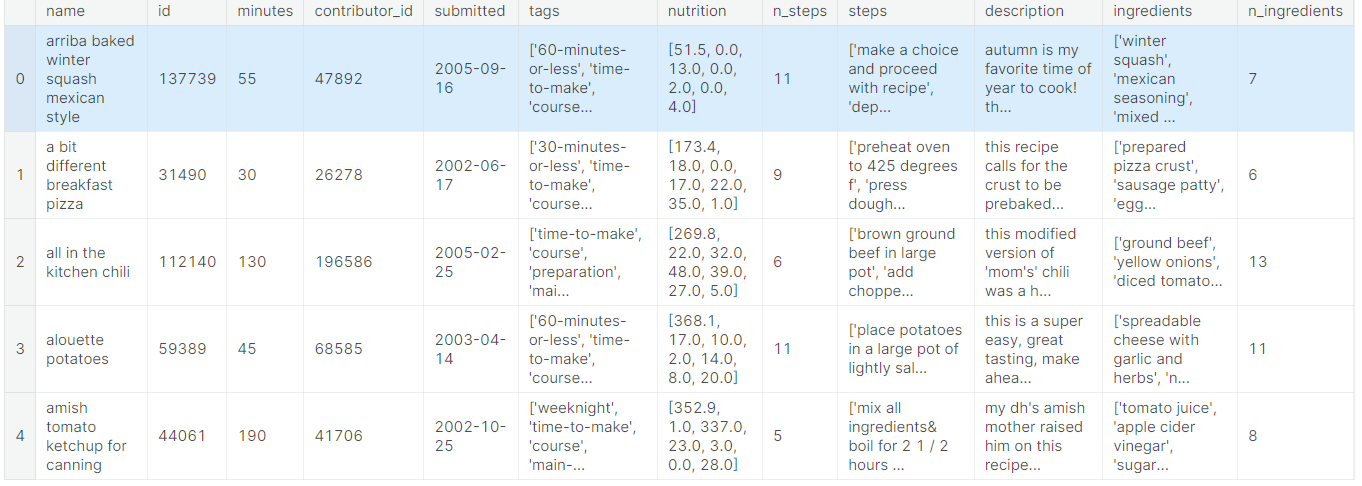 name id minutes contributor_id submitted tags nutrition n_steps steps description ingredients n_ingredients
0
arriba baked
winter
squash
mexican
style
137739
55
47892
2005-09-
16
['60-minutes-
or-less', 'time-
to-make',
'course...
[51.5, 0.0,
13.0, 0.0,
2.0, 0.0,
4.0]
11
['make a choice
and proceed
with recipe',
'dep...
autumn is my
favorite time of
year to cook!
th...
['winter
squash',
'mexican
seasoning',
'mixed ...
7
1
a bit
different
breakfast
pizza
31490
30
26278
2002-06-
17
['30-minutes-
or-less', 'time-
to-make',
'course...
[173.4,
18.0, 0.0,
17.0, 22.0,
35.0, 1.0]
9
['preheat oven
to 425 degrees
f', 'press
dough...
this recipe
calls for the
crust to be
prebaked...
['prepared
pizza crust',
'sausage patty',
'egg...
6
2
all in the
kitchen chili
112140
130
196586
2005-02-
25
['time-to-make',
'course',
'preparation',
'mai...
[269.8,
22.0, 32.0,
48.0, 39.0,
27.0, 5.0]
6
['brown ground
beef in large
pot', 'add
choppe...
this modified
version of
'mom's' chili
was a h...
['ground beef',
'yellow onions',
'diced tomato...
13
3
alouette
potatoes
59389
45
68585
2003-04-
14
['60-minutes-
or-less', 'time-
to-make',
'course...
[368.1,
17.0, 10.0,
2.0, 14.0,
8.0, 20.0]
11
['place potatoes
in a large pot of
lightly sal...
this is a super
easy, great
tasting, make
ahea...
['spreadable
cheese with
garlic and
herbs', 'n...
11
4
amish
tomato
ketchup for
canning
44061
190
41706
2002-10-
25
['weeknight',
'time-to-make',
'course',
'main-...
[352.9,
1.0, 337.0,
23.0, 3.0,
0.0, 28.0]
5
['mix all
ingredients&
boil for 2 1 / 2
hours ...
my dh's amish
mother raised
him on this
recipe...
['tomato juice',
'apple cider
vinegar',
'sugar...
8